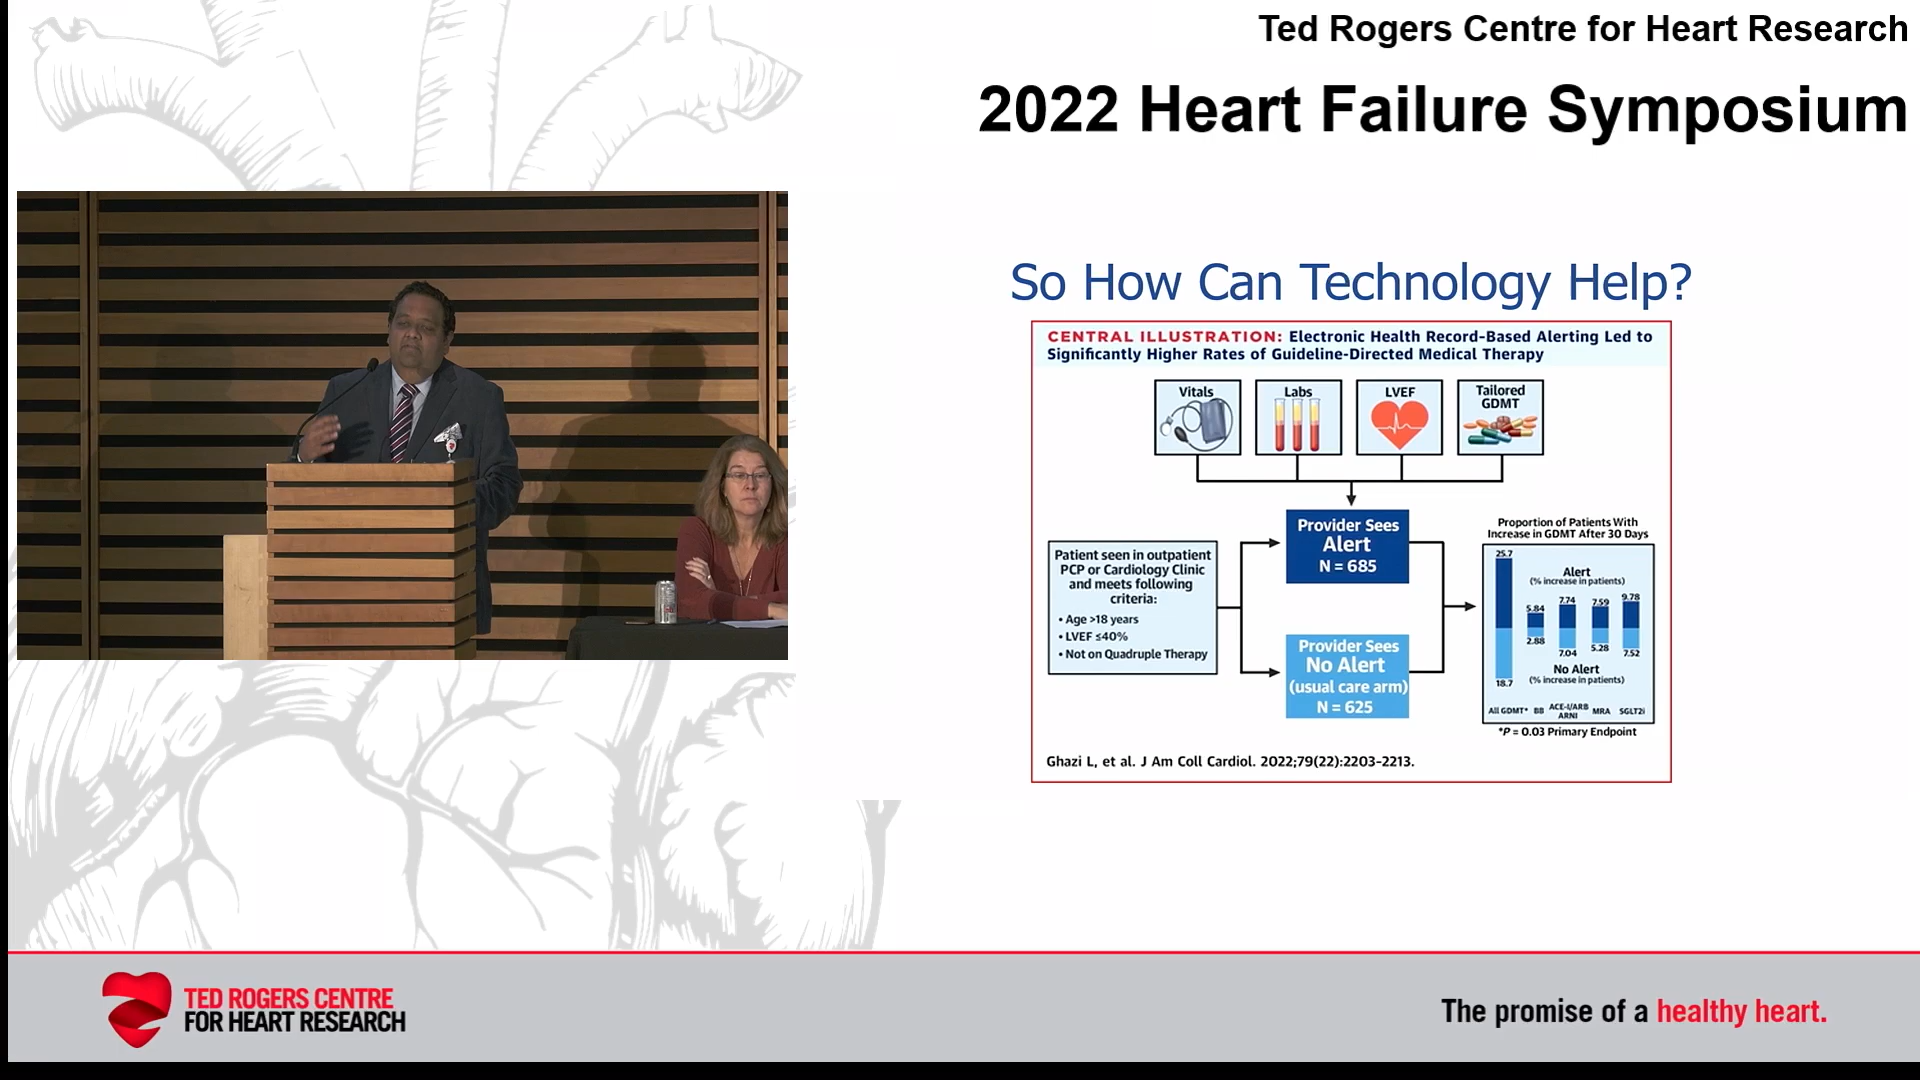 Ted Rogers Centre for Heart Research
2022 Heart Failure Symposium
So How Can Technology Help?
CENTRAL ILLUSTRATION: Electronic Health Record-Based Alerting Led to
Significantly Higher Rates of Guideline-Directed Medical Therapy
Vitals
Labs
LVEF
Tailored
GDMT
Patient seen in outpatient
PCP or Cardiology Clinic
and meets following
criteria:
• Age >18 years
• LVEF ≤40%
• Not on Quadruple Therapy
Provider Sees
Alert
N = 685
Provider Sees
No Alert
(usual care arm)
N = 625
Proportion of Patients With
Increase in GDMT After 30 Days
25.7
Alert
(% increase in patients)
5.84
7.74
7.59
9.78
2.88
7.04
5.28
7.52
No Alert
(% increase in patients)
18.7
All GDMT*
BB
ACE-I/ARB
ARNI
MRA
SGLT2i
*P = 0.03 Primary Endpoint
Ghazi L, et al. J Am Coll Cardiol. 2022;79(22):2203-2213.
TED ROGERS CENTRE
FOR HEART RESEARCH
The promise of a healthy heart.